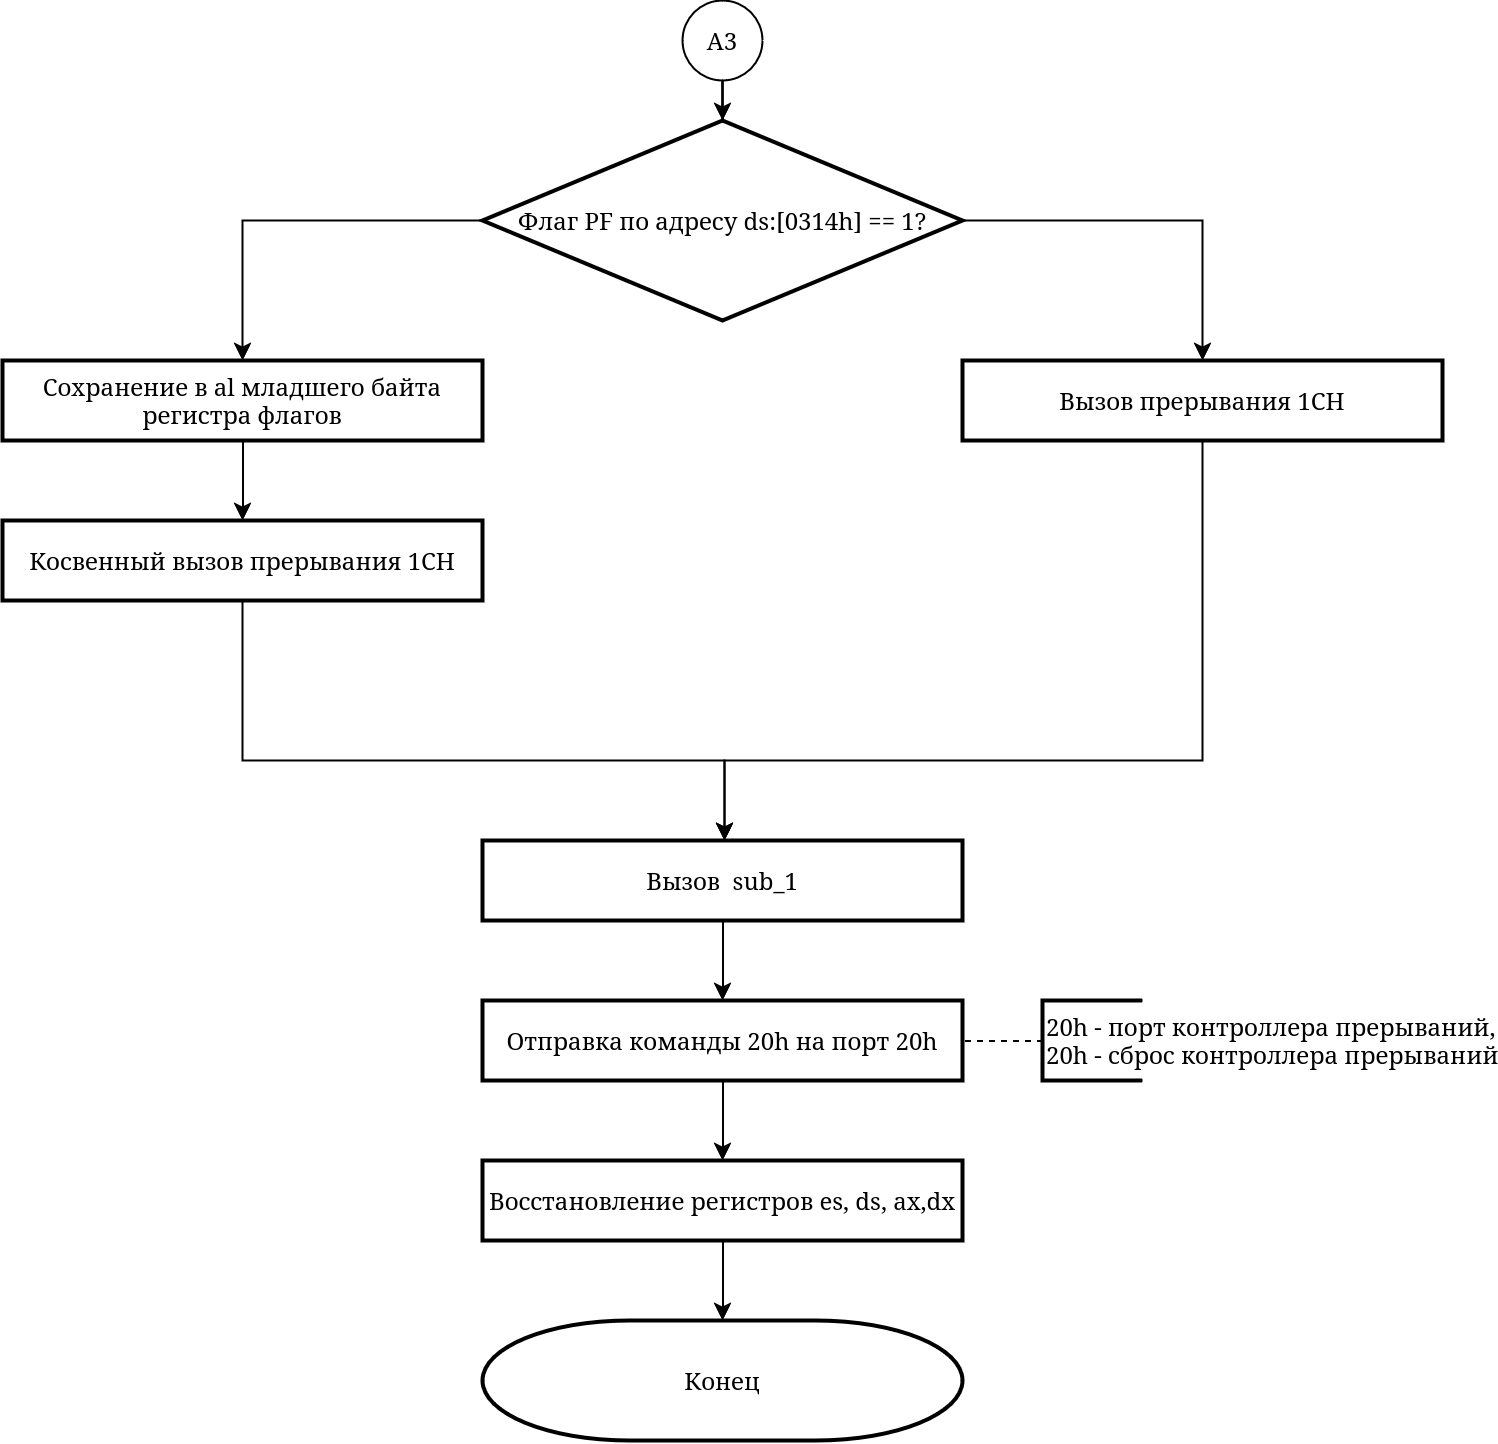 А3
Флаг PF по адресу ds:[0314h] == 1?
Сохранение в al младшего байта
регистра флагов
Вызов прерывания 1CH
Косвенный вызов прерывания 1CH
Вызов sub_1
Отправка команды 20h на порт 20h
20h - порт контроллера прерываний,
20h - сброс контроллера прерываний
Восстановление регистров es, ds, ax,dx
Конец